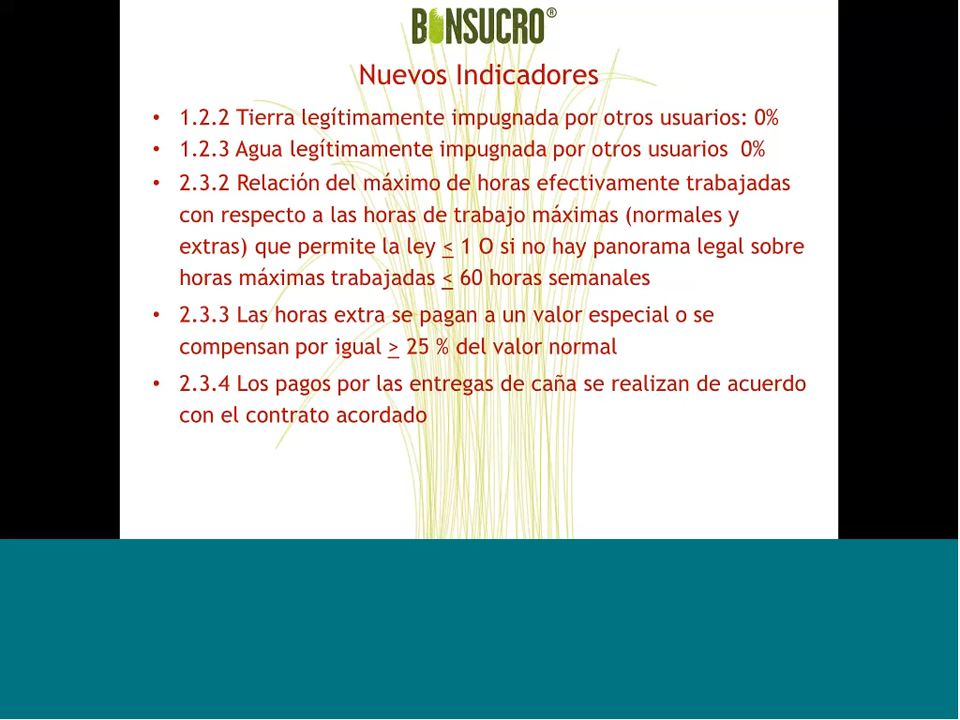 BONSUCRO®
Nuevos Indicadores
• 1.2.2 Tierra legítimamente impugnada por otros usuarios: 0%
• 1.2.3 Agua legítimamente impugnada por otros usuarios 0%
• 2.3.2 Relación del máximo de horas efectivamente trabajadas
con respecto a las horas de trabajo máximas (normales y
extras) que permite la ley ≤ 1 O si no hay panorama legal sobre
horas máximas trabajadas ≤ 60 horas semanales
• 2.3.3 Las horas extra se pagan a un valor especial o se
compensan por igual ≥ 25 % del valor normal
• 2.3.4 Los pagos por las entregas de caña se realizan de acuerdo
con el contrato acordado